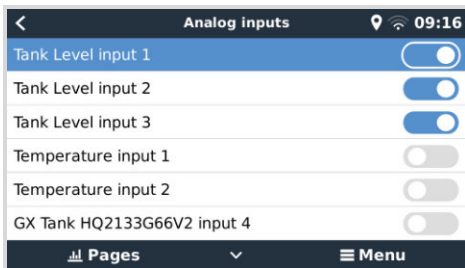 Analog inputs 09:16
Tank Level input 1
Tank Level input 2
Tank Level input 3
Temperature input 1
Temperature input 2
GX Tank HQ2133G66V2 input 4
Pages Menu